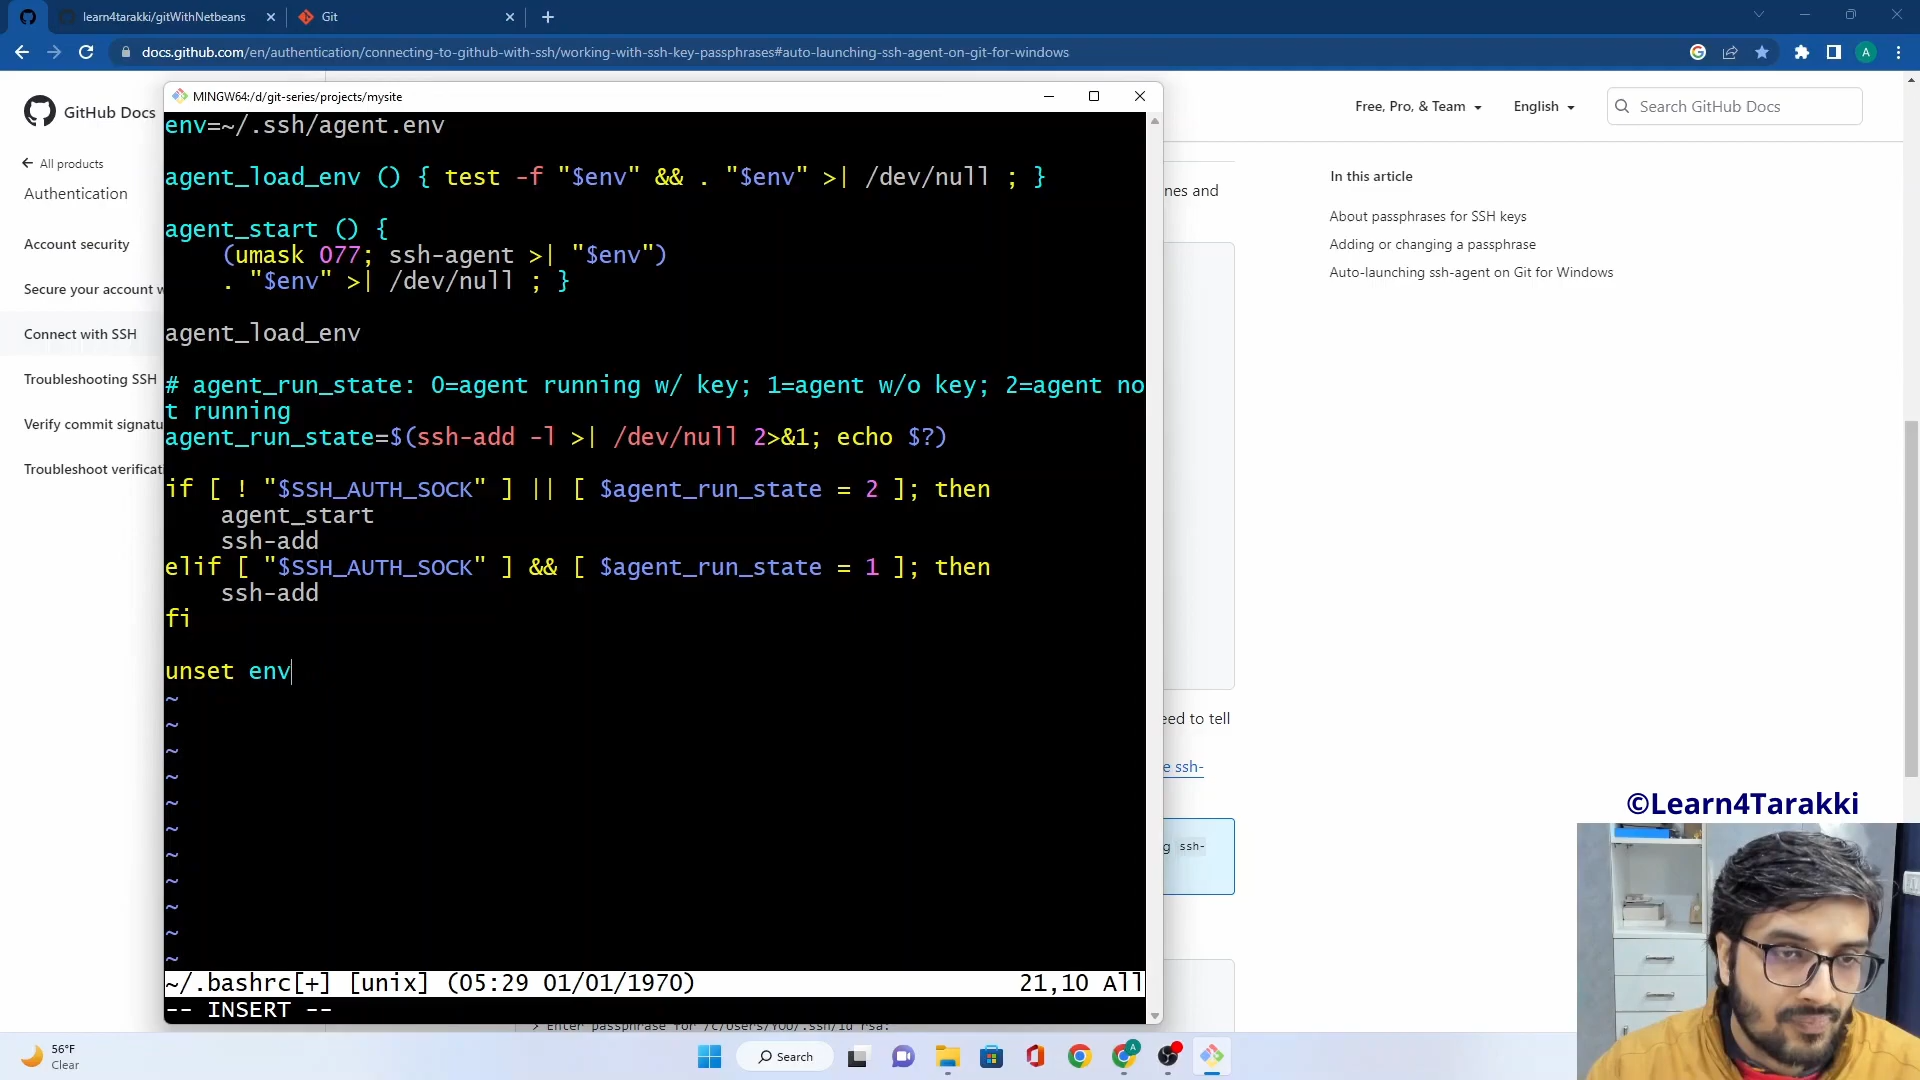 learn4tarakki/gitWithNetbeans
Git
docs.github.com/en/authentication/connecting-to-github-with-ssh/working-with-ssh-key-passphrases#auto-launching-ssh-agent-on-git-for-windows
A
GitHub Docs
Free, Pro, & Team
English
Search GitHub Docs
All products
Authentication
Account security
Secure your account w
Connect with SSH
Troubleshooting SSH
Verify commit signatu
Troubleshoot verificat
MINGW64:/d/git-series/projects/mysite
env=~/.ssh/agent.env
agent_load_env () { test -f "$env" && . "$env" >| /dev/null ; }
agent_start () {
(umask 077; ssh-agent >| "$env")
. "$env" >| /dev/null ; }
agent_load_env
# agent_run_state: 0=agent running w/ key; 1=agent w/o key; 2=agent no
t running
agent_run_state=$(ssh-add -l >| /dev/null 2>&1; echo $?)
if [ ! "$SSH_AUTH_SOCK" ] || [ $agent_run_state = 2 ]; then
agent_start
ssh-add
elif [ "$SSH_AUTH_SOCK" ] && [ $agent_run_state = 1 ]; then
ssh-add
fi
unset env
~
~
~
~
~
~
~
~
~
~
~
~/.bashrc[+] [unix] (05:29 01/01/1970) 21,10 All
-- INSERT --
> Enter passphrase for /c/Users/YOU/.ssh/id_rsa:
nes and
eed to tell
e ssh-
g ssh-
In this article
About passphrases for SSH keys
Adding or changing a passphrase
Auto-launching ssh-agent on Git for Windows
©Learn4Tarakki
56°F
Clear
Search
A